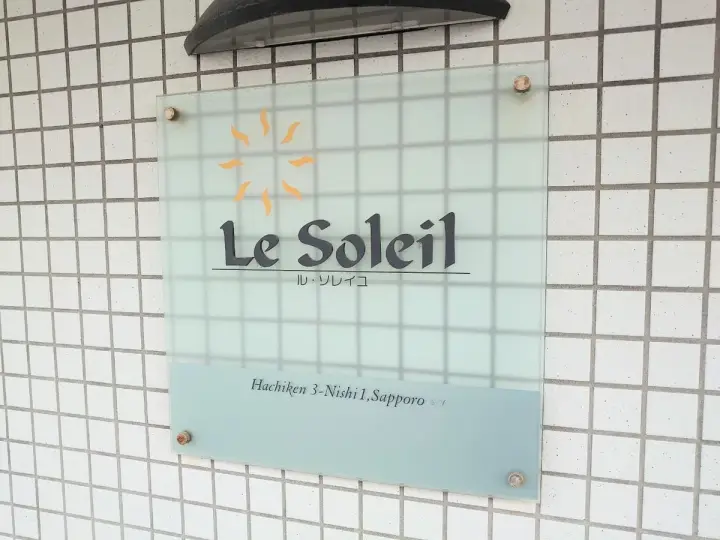 Le Soleil
ル・ソレイユ
Hachiken 3-Nishi 1,Sapporo